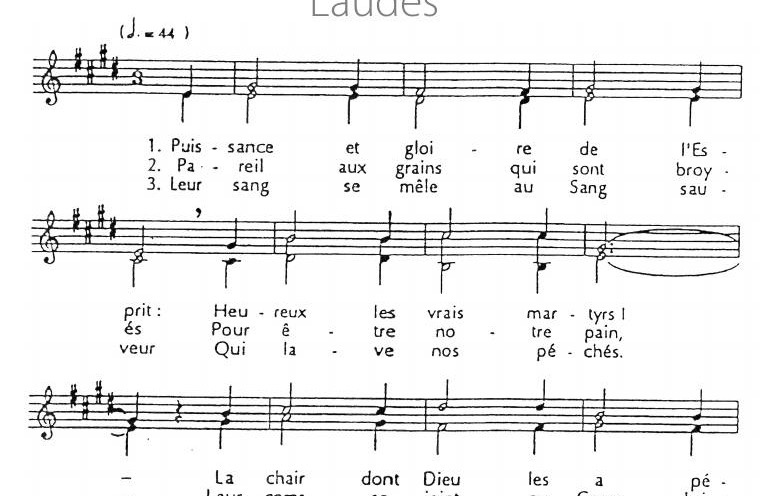 Laudes
(𝅗𝅥. = 44 )
1. Puis - sance et gloi - re de l'Es -
2. Pa - reil aux grains qui sont broy -
3. Leur sang se mêle au Sang sau -
prit : Heu - reux les vrais mar - tyrs !
és Pour ê - tre no - tre pain,
veur Qui la - ve nos pé - chés.
– La chair dont Dieu les a pé -